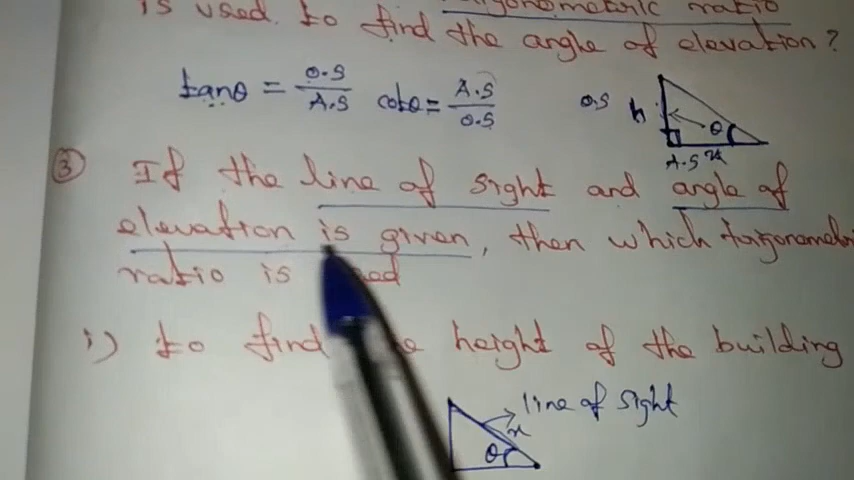 is used to find the angle of elevation?
tanθ = O.S / A.S cotθ = A.S / O.S
O.S h θ
A.S x
③ If the line of sight and angle of
elevation is given, then which
ratio is
i) to find height of the building
line of sight
x
θ